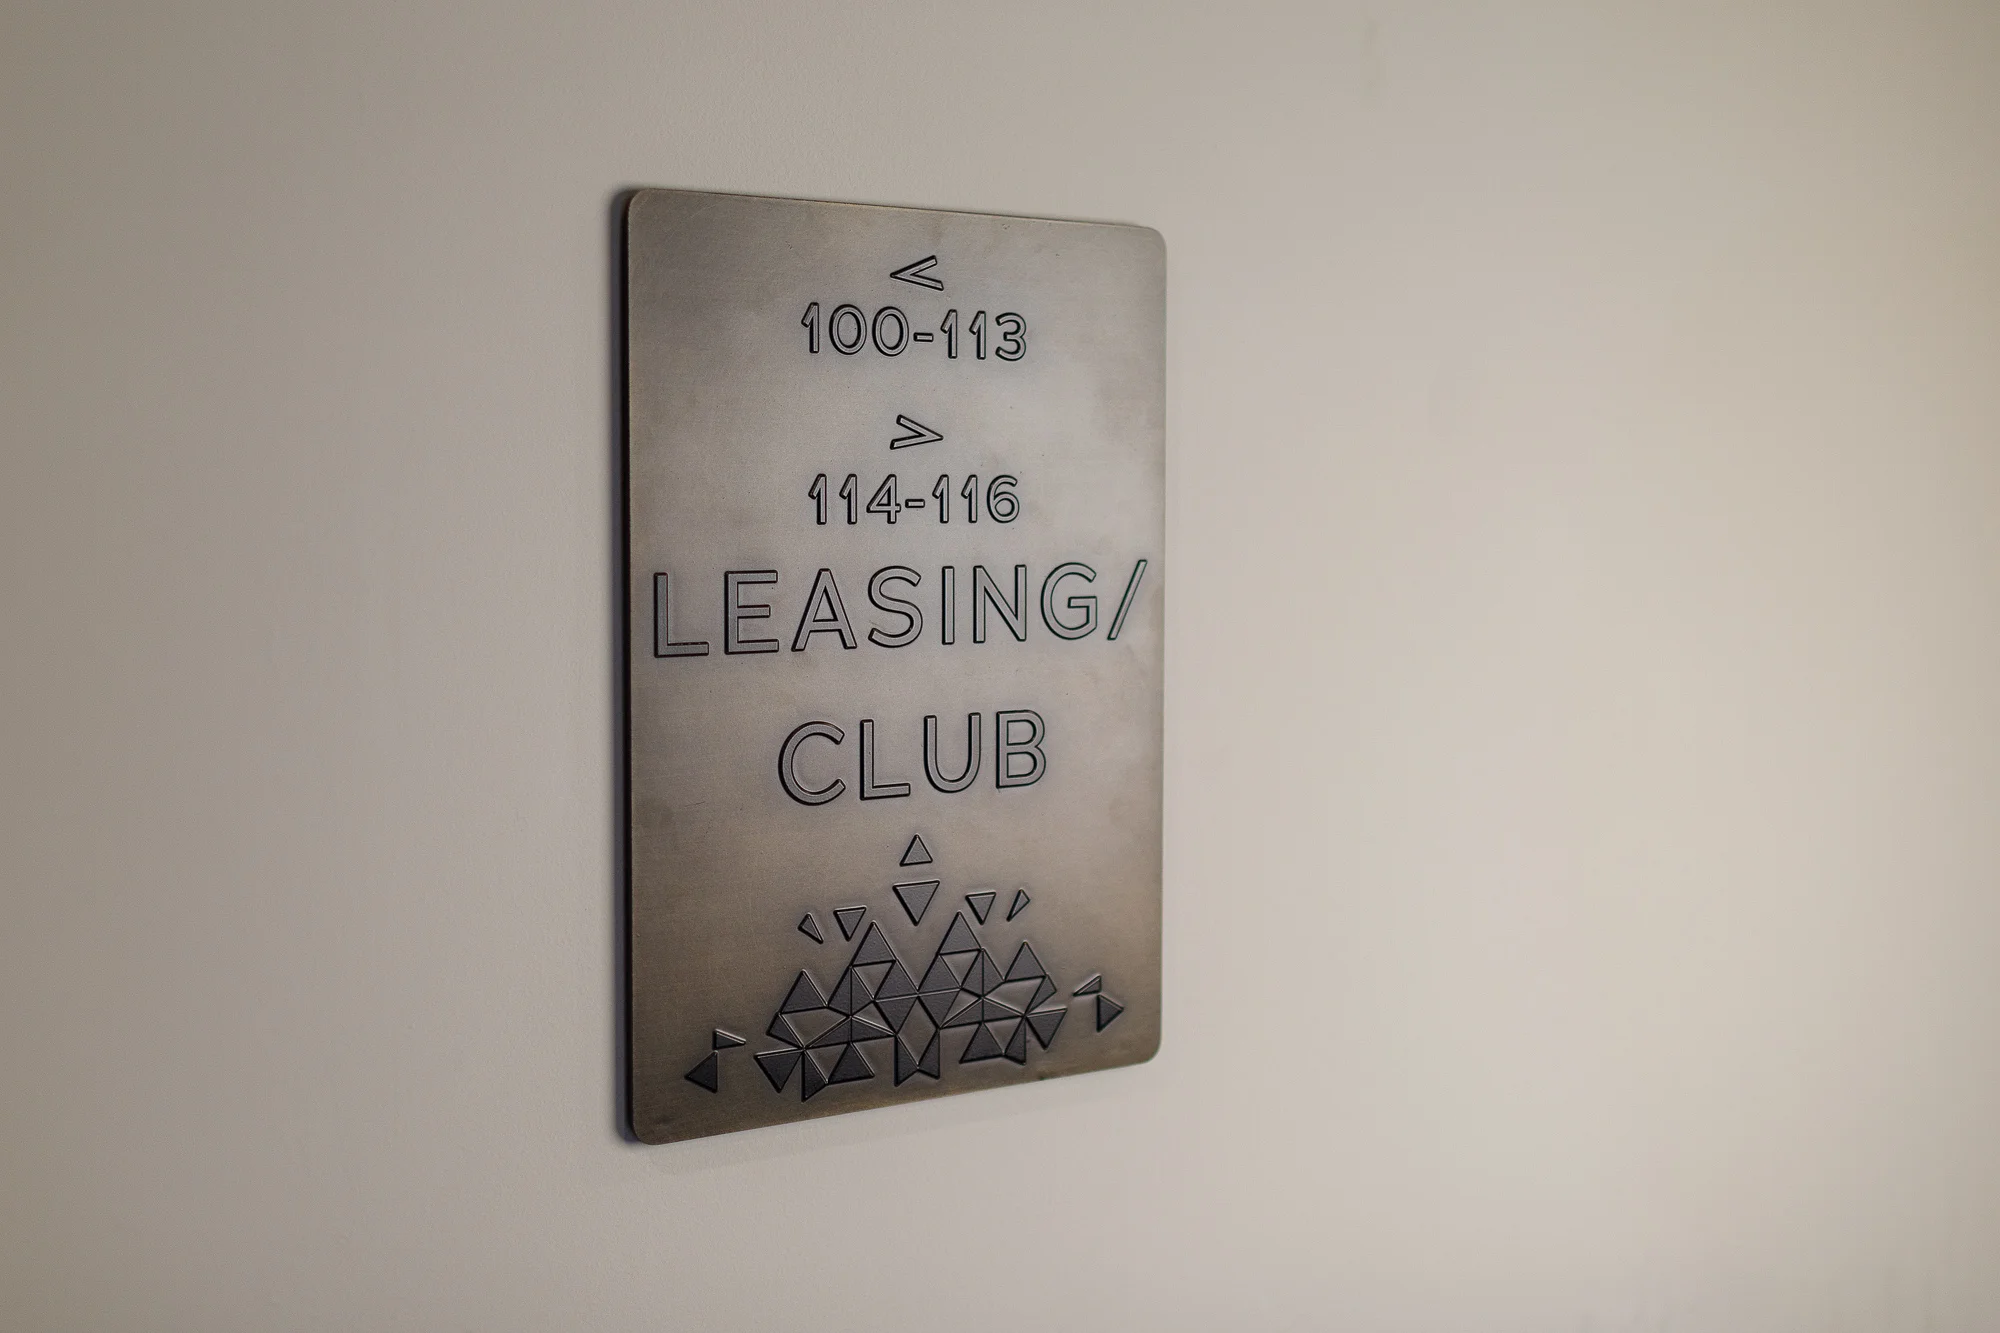 <
100-113
>
114-116
LEASING/
CLUB